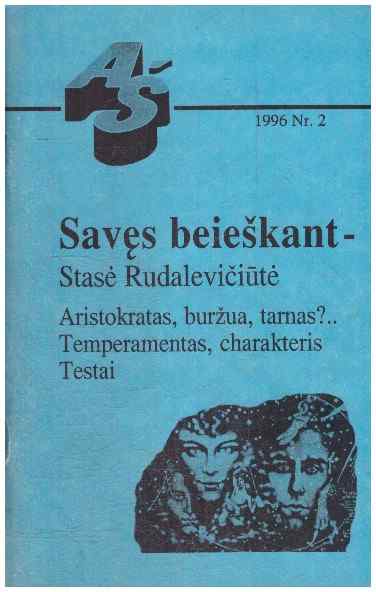 AŠ
1996 Nr. 2
Savęs beieškant-
Stasė Rudalevičiūtė
Aristokratas, buržua, tarnas?..
Temperamentas, charakteris
Testai